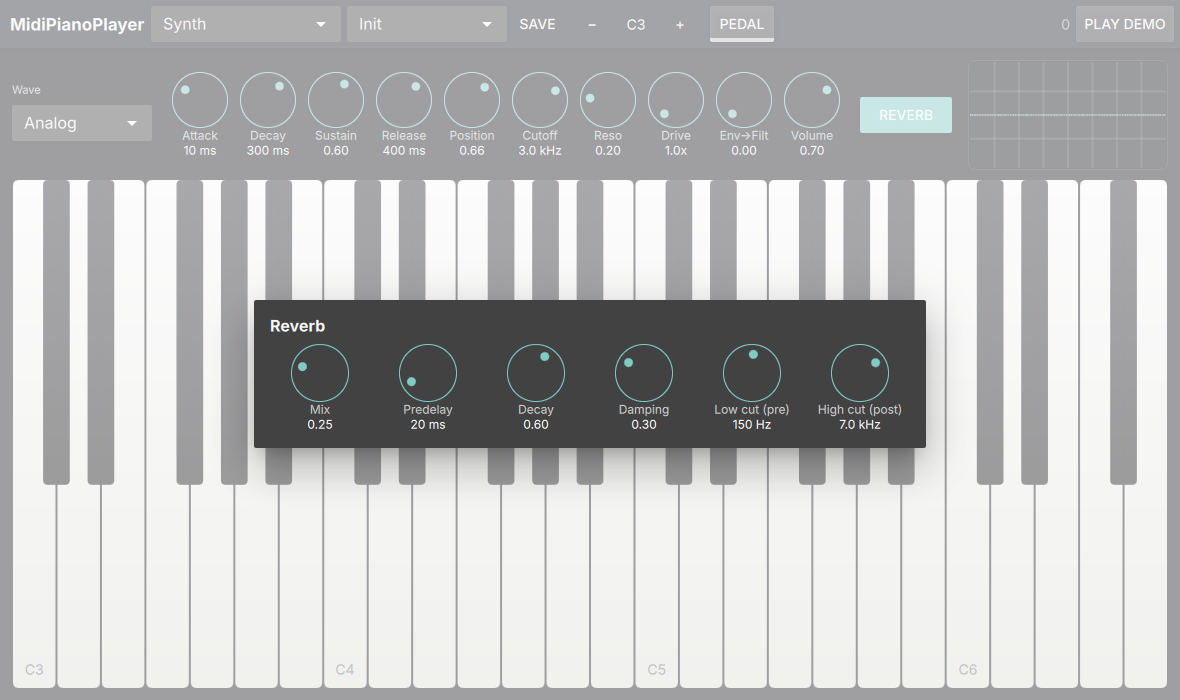 MidiPianoPlayer Synth Init SAVE − C3 + PEDAL 0 PLAY DEMO
Wave
Analog
Attack Decay Sustain Release Position Cutoff Reso Drive Env→Filt Volume
10 ms 300 ms 0.60 400 ms 0.66 3.0 kHz 0.20 1.0x 0.00 0.70
REVERB
Reverb
Mix Predelay Decay Damping Low cut (pre) High cut (post)
0.25 20 ms 0.60 0.30 150 Hz 7.0 kHz
C3 C4 C5 C6